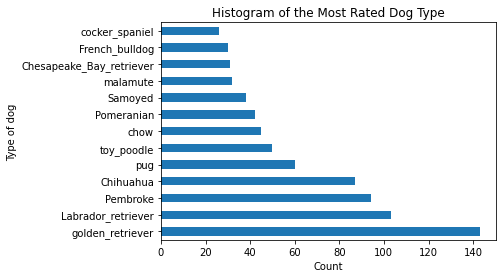 Histogram of the Most Rated Dog Type
Type of dog
cocker_spaniel
French_bulldog
Chesapeake_Bay_retriever
malamute
Samoyed
Pomeranian
chow
toy_poodle
pug
Chihuahua
Pembroke
Labrador_retriever
golden_retriever
0 20 40 60 80 100 120 140
Count